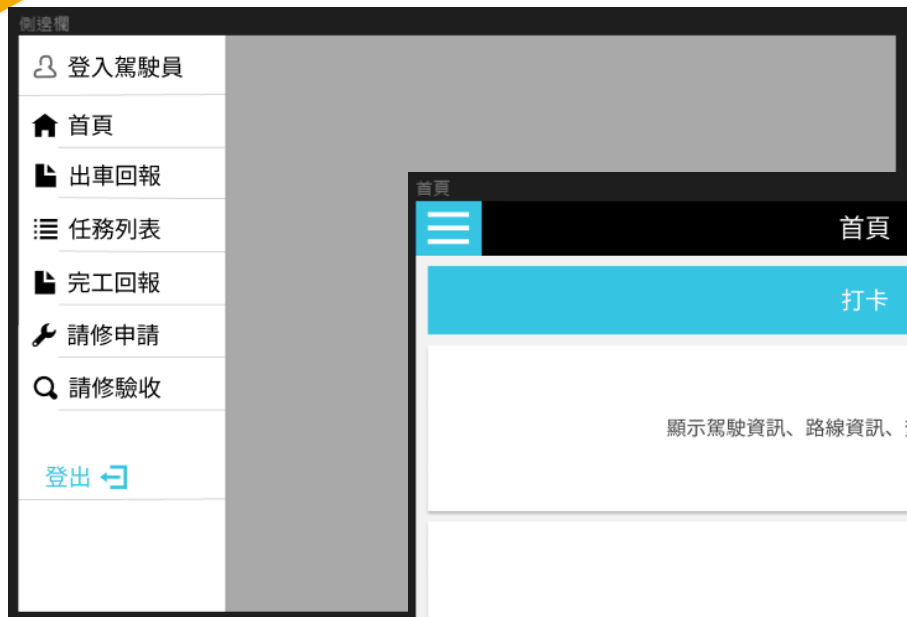 側邊欄
登入駕駛員
首頁
出車回報
任務列表
完工回報
請修申請
請修驗收
登出
首頁
首頁
打卡
顯示駕駛資訊、路線資訊、